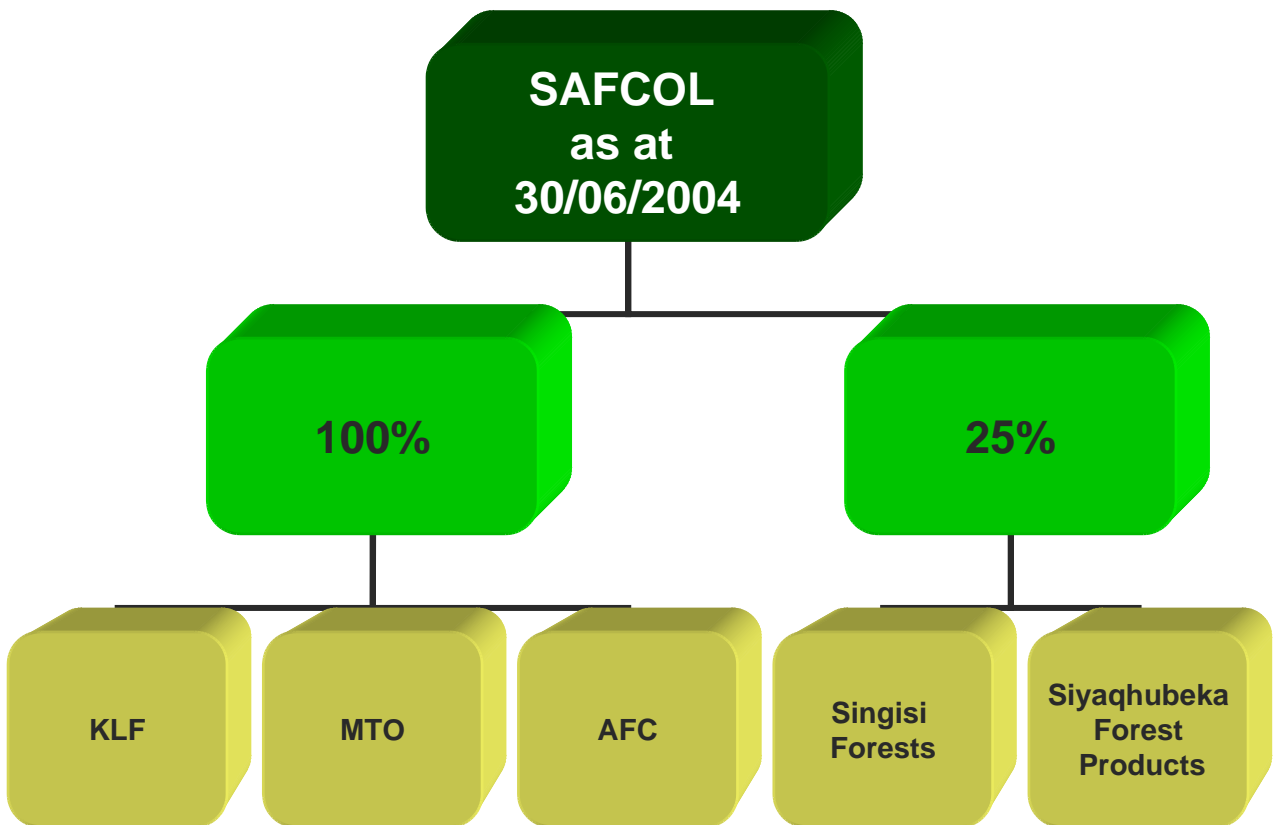 SAFCOL
as at
30/06/2004
100%
25%
KLF
MTO
AFC
Singisi
Forests
Siyaqhubeka
Forest
Products